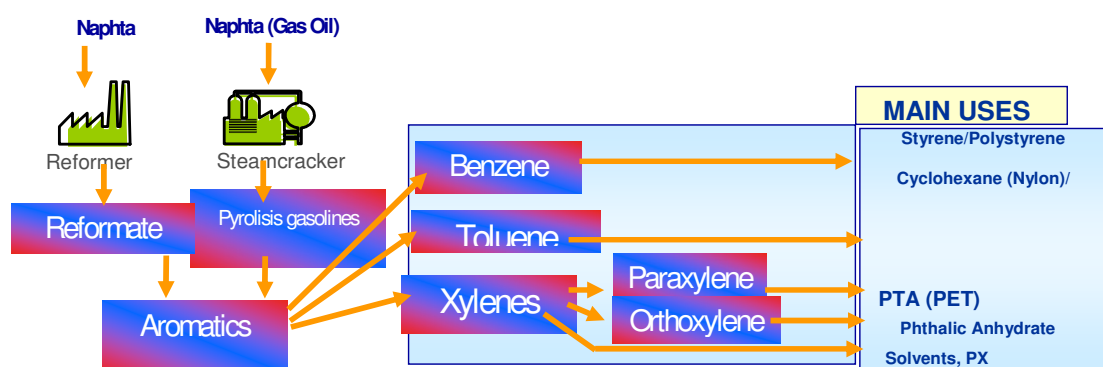 Naphta
Naphta (Gas Oil)
MAIN USES
Reformer
Steamcracker
Benzene
Styrene/Polystyrene
Cyclohexane (Nylon)/
Reformate
Pyrolisis gasolines
Toluene
Aromatics
Xylenes
Paraxylene
Orthoxylene
PTA (PET)
Phthalic Anhydrate
Solvents, PX